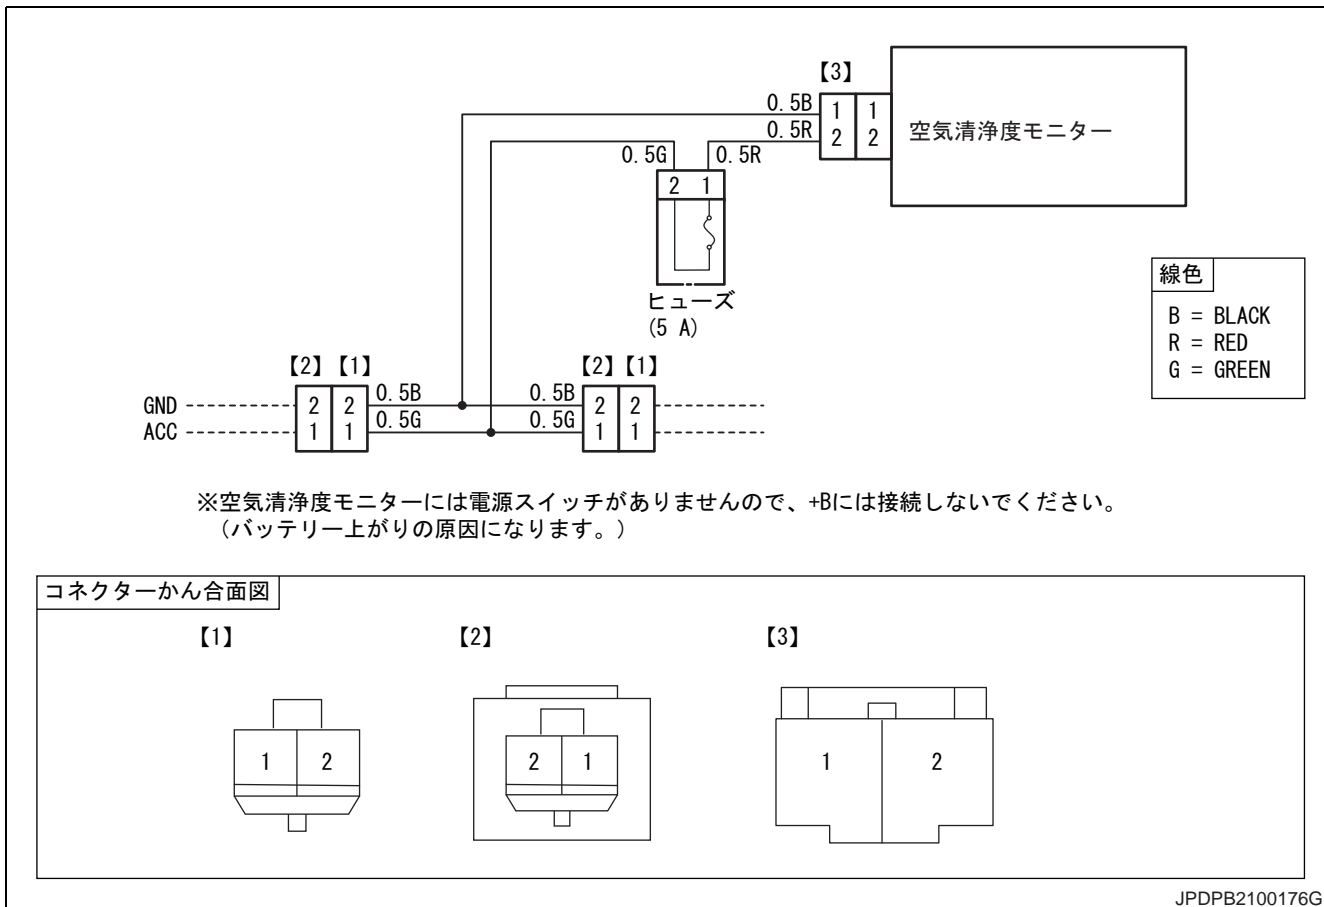 【3】
0.5B 1 1
0.5R 2 2
空気清浄度モニター
0.5G 0.5R
2 1
ヒューズ
(5 A)
線色
B = BLACK
R = RED
G = GREEN
【2】【1】 【2】【1】
GND 2 2 0.5B 0.5B 2 2
ACC 1 1 0.5G 0.5G 1 1
※空気清浄度モニターには電源スイッチがありませんので、+Bには接続しないでください。
（バッテリー上がりの原因になります。）
コネクターかん合面図
【1】 【2】 【3】
1 2 2 1 1 2
JPDPB2100176G